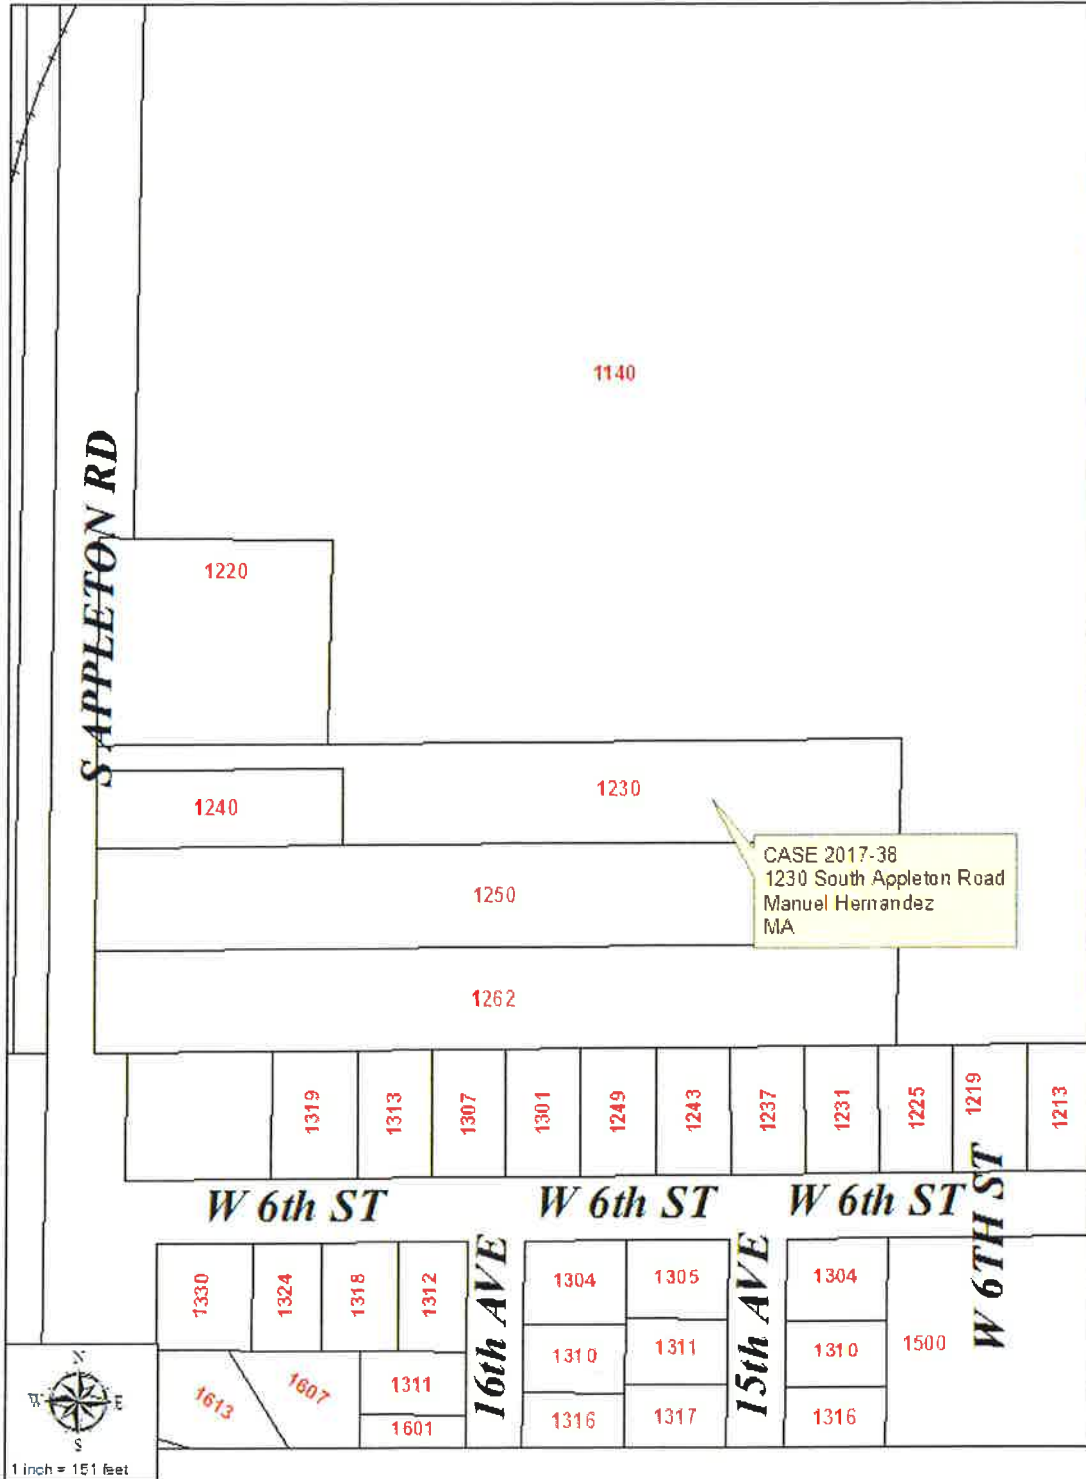 1140
S APPLETON RD
1220
1230
1240
CASE 2017-38
1230 South Appleton Road
Manuel Hernandez
MA
1250
1262
1319
1313
1307
1301
1249
1243
1237
1231
1225
1219
1213
W 6th ST
W 6th ST
W 6th ST
W 6TH ST
1330
1324
1318
1312
16th AVE
1304
1305
15th AVE
1304
1310
1311
1310
1500
1613
1607
1311
1601
1316
1317
1316
N
W
E
S
1 inch = 151 feet